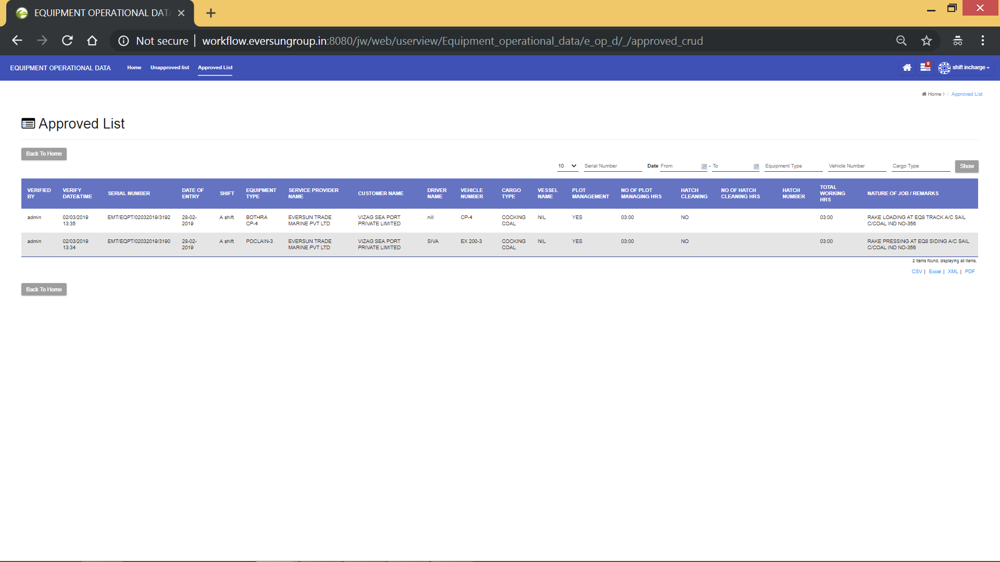 EQUIPMENT OPERATIONAL DAT
Not secure | workflow.eversungroup.in:8080/jw/web/userview/Equipment_operational_data/e_op_d/_/approved_crud
EQUIPMENT OPERATIONAL DATA Home Unapproved list Approved List 0 shift incharge
Home > / Approved List
Approved List
Back To Home
10 Serial Number Date From - To Equipment Type Vehicle Number Cargo Type Show
VERIFIED BY VERIFY DATE&TIME SERIAL NUMBER DATE OF ENTRY SHIFT EQUIPMENT TYPE SERVICE PROVIDER NAME CUSTOMER NAME DRIVER NAME VEHICLE NUMBER CARGO TYPE VESSEL NAME PLOT MANAGEMENT NO OF PLOT MANAGING HRS HATCH CLEANING NO OF HATCH CLEANING HRS HATCH NUMBER TOTAL WORKING HRS NATURE OF JOB / REMARKS
admin 02/03/2019 13:35 EMT/EQPT/02032019/3192 28-02-2019 A shift BOTHRA CP-4 EVERSUN TRADE MARINE PVT LTD VIZAG SEA PORT PRIVATE LIMITED nill CP-4 COCKING COAL NIL YES 03:00 NO 03:00 RAKE LOADING AT EQ8 TRACK A/C SAIL C/COAL IND NO-356
admin 02/03/2019 13:34 EMT/EQPT/02032019/3190 28-02-2019 A shift POCLAIN-3 EVERSUN TRADE MARINE PVT LTD VIZAG SEA PORT PRIVATE LIMITED SIVA EX 200-3 COCKING COAL NIL YES 03:00 NO 03:00 RAKE PRESSING AT EQ8 SIDING A/C SAIL C/COAL IND NO-356
2 items found, displaying all items.
CSV | Excel | XML | PDF
Back To Home